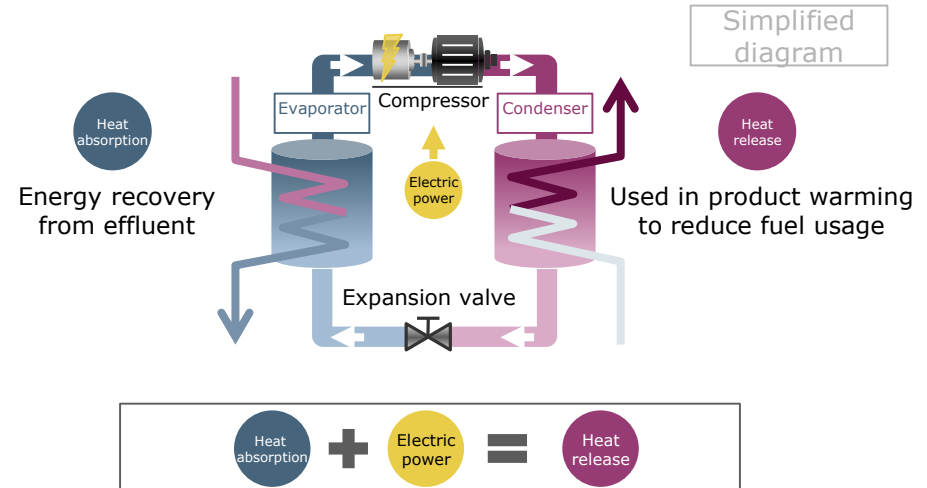 Simplified
diagram
Evaporator
Compressor
Condenser
Heat
absorption
Heat
release
Electric
power
Energy recovery
from effluent
Used in product warming
to reduce fuel usage
Expansion valve
Heat
absorption
+
Electric
power
=
Heat
release